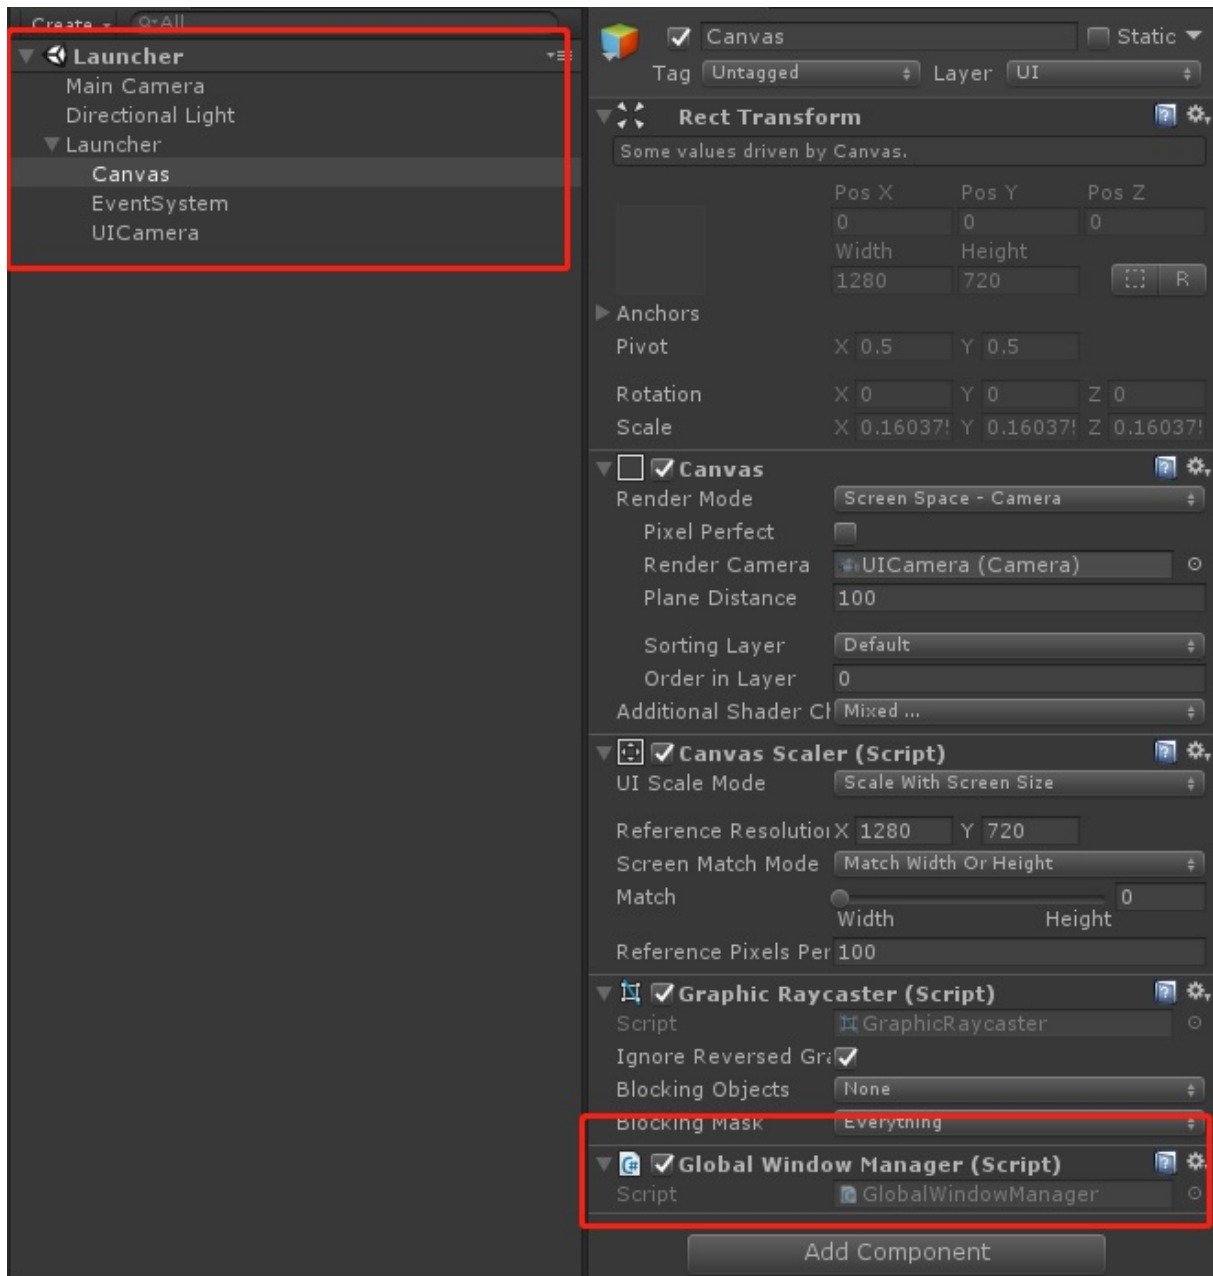 Create
All
Launcher
Main Camera
Directional Light
Launcher
Canvas
EventSystem
UICamera
Canvas
Static
Tag Untagged Layer UI
Rect Transform
Some values driven by Canvas.
Pos X Pos Y Pos Z
0 0 0
Width Height
1280 720 R
Anchors
Pivot X 0.5 Y 0.5
Rotation X 0 Y 0 Z 0
Scale X 0.16037 Y 0.16037 Z 0.16037
Canvas
Render Mode Screen Space - Camera
Pixel Perfect
Render Camera UICamera (Camera)
Plane Distance 100
Sorting Layer Default
Order in Layer 0
Additional Shader Cl Mixed ...
Canvas Scaler (Script)
UI Scale Mode Scale With Screen Size
Reference Resolutio X 1280 Y 720
Screen Match Mode Match Width Or Height
Match 0
Width Height
Reference Pixels Per 100
Graphic Raycaster (Script)
Script GraphicRaycaster
Ignore Reversed Gra
Blocking Objects None
Blocking Mask Everything
Global Window Manager (Script)
Script GlobalWindowManager
Add Component